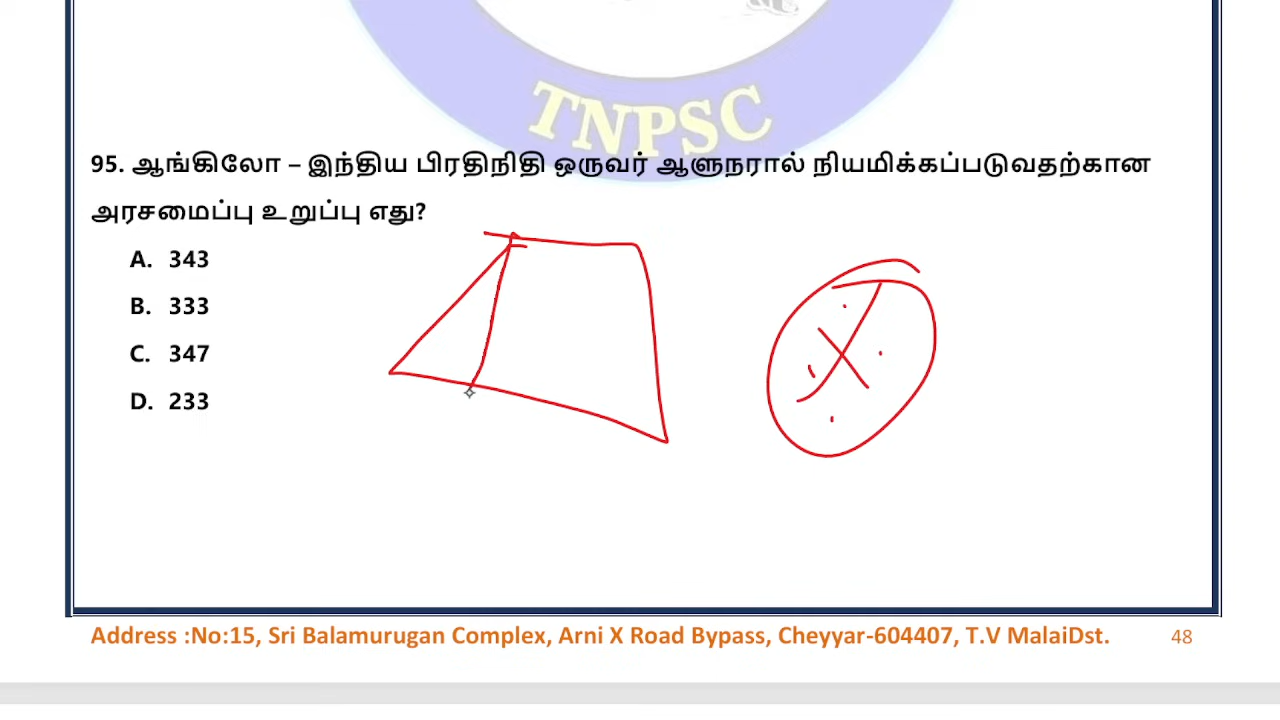 TNPSC
95. ஆங்கிலோ – இந்திய பிரதிநிதி ஒருவர் ஆளுநரால் நியமிக்கப்படுவதற்கான
அரசமைப்பு உறுப்பு எது?
A. 343
B. 333
C. 347
D. 233
Address :No:15, Sri Balamurugan Complex, Arni X Road Bypass, Cheyyar-604407, T.V MalaiDst. 48